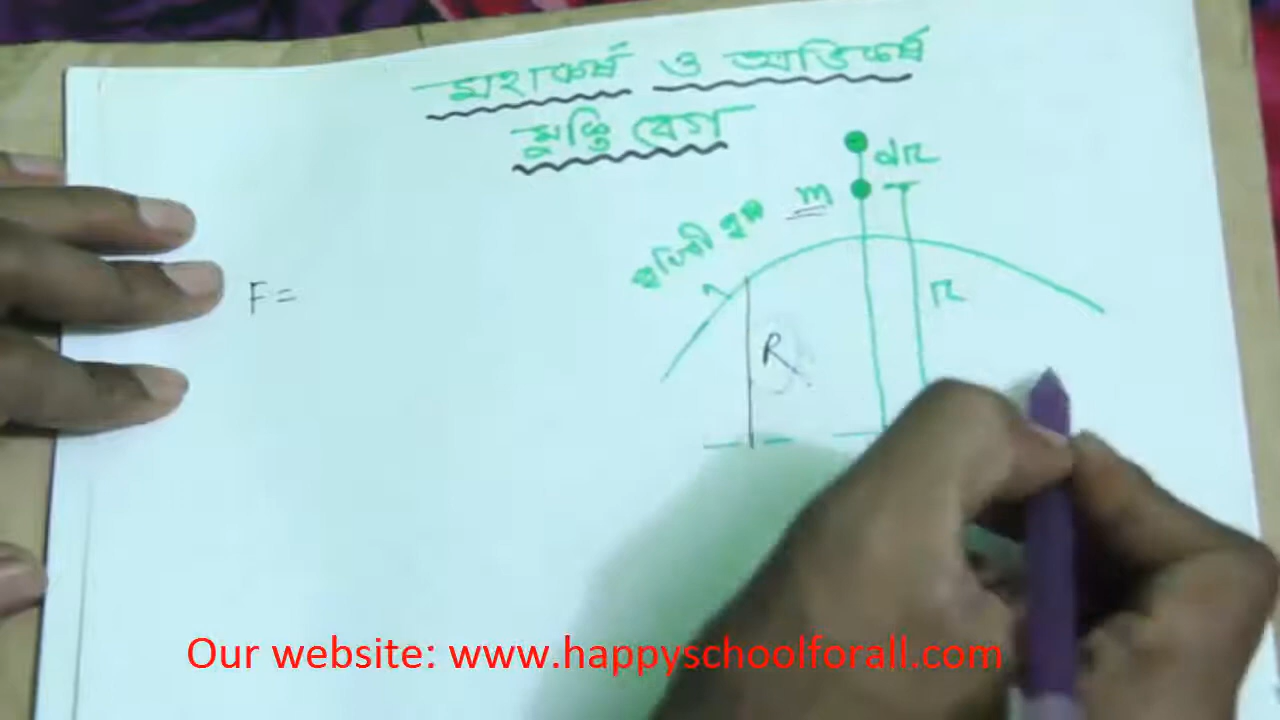 মহাকর্ষ ও অভিকর্ষ
মুক্তি বেগ
dr
m
পৃথিবী পৃষ্ঠ
F =
r
R
Our website: www.happyschoolforall.com